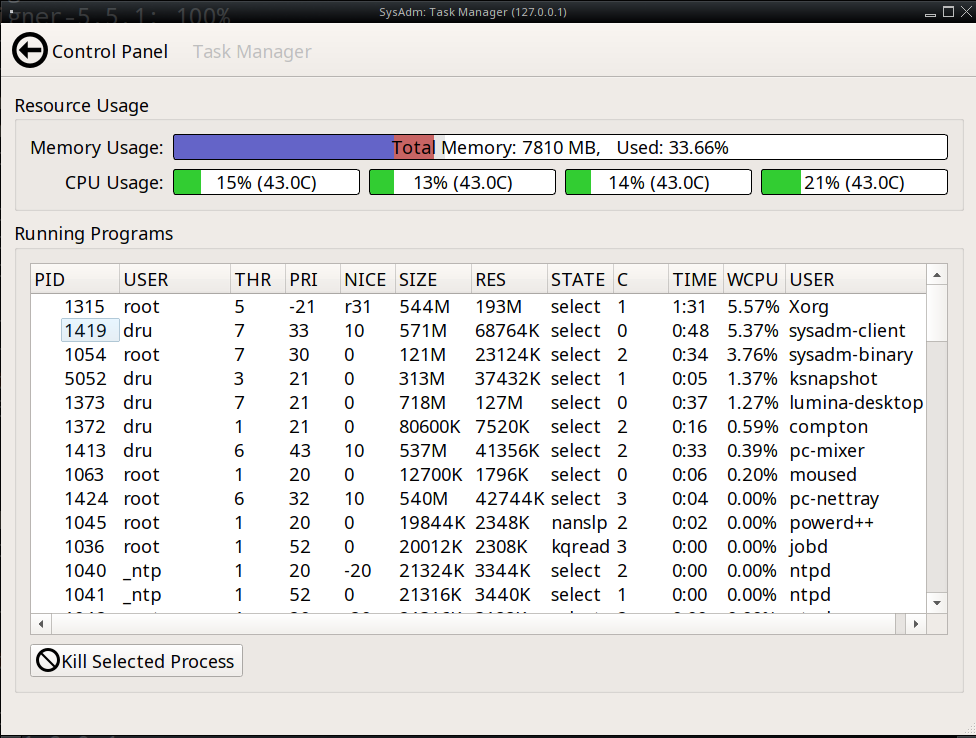 gner-5.5.1: 100%
SysAdm: Task Manager (127.0.0.1)
Control Panel Task Manager
Resource Usage
Memory Usage: Total Memory: 7810 MB, Used: 33.66%
CPU Usage: 15% (43.0C) 13% (43.0C) 14% (43.0C) 21% (43.0C)
Running Programs
PID USER THR PRI NICE SIZE RES STATE C TIME WCPU USER
1315 root 5 -21 r31 544M 193M select 1 1:31 5.57% Xorg
1419 dru 7 33 10 571M 68764K select 0 0:48 5.37% sysadm-client
1054 root 7 30 0 121M 23124K select 2 0:34 3.76% sysadm-binary
5052 dru 3 21 0 313M 37432K select 1 0:05 1.37% ksnapshot
1373 dru 7 21 0 718M 127M select 0 0:37 1.27% lumina-desktop
1372 dru 1 21 0 80600K 7520K select 2 0:16 0.59% compton
1413 dru 6 43 10 537M 41356K select 2 0:33 0.39% pc-mixer
1063 root 1 20 0 12700K 1796K select 0 0:06 0.20% moused
1424 root 6 32 10 540M 42744K select 3 0:04 0.00% pc-nettray
1045 root 1 20 0 19844K 2348K nanslp 2 0:02 0.00% powerd++
1036 root 1 52 0 20012K 2308K kqread 3 0:00 0.00% jobd
1040 _ntp 1 20 -20 21324K 3344K select 2 0:00 0.00% ntpd
1041 _ntp 1 52 0 21316K 3440K select 1 0:00 0.00% ntpd
Kill Selected Process